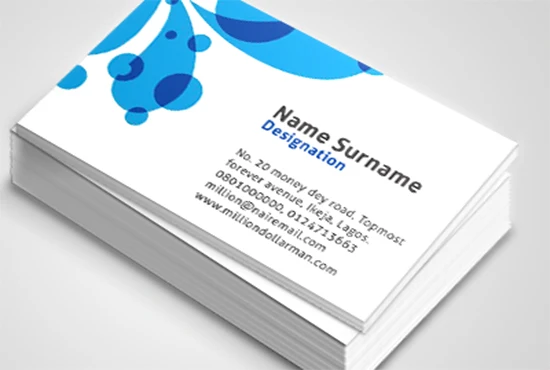 Name Surname
Designation
No. 20 money dey road, Topmost
forever avenue, Ikeja, Lagos.
0801000000, 0124713663
million@nairemail.com
www.milliondollarman.com